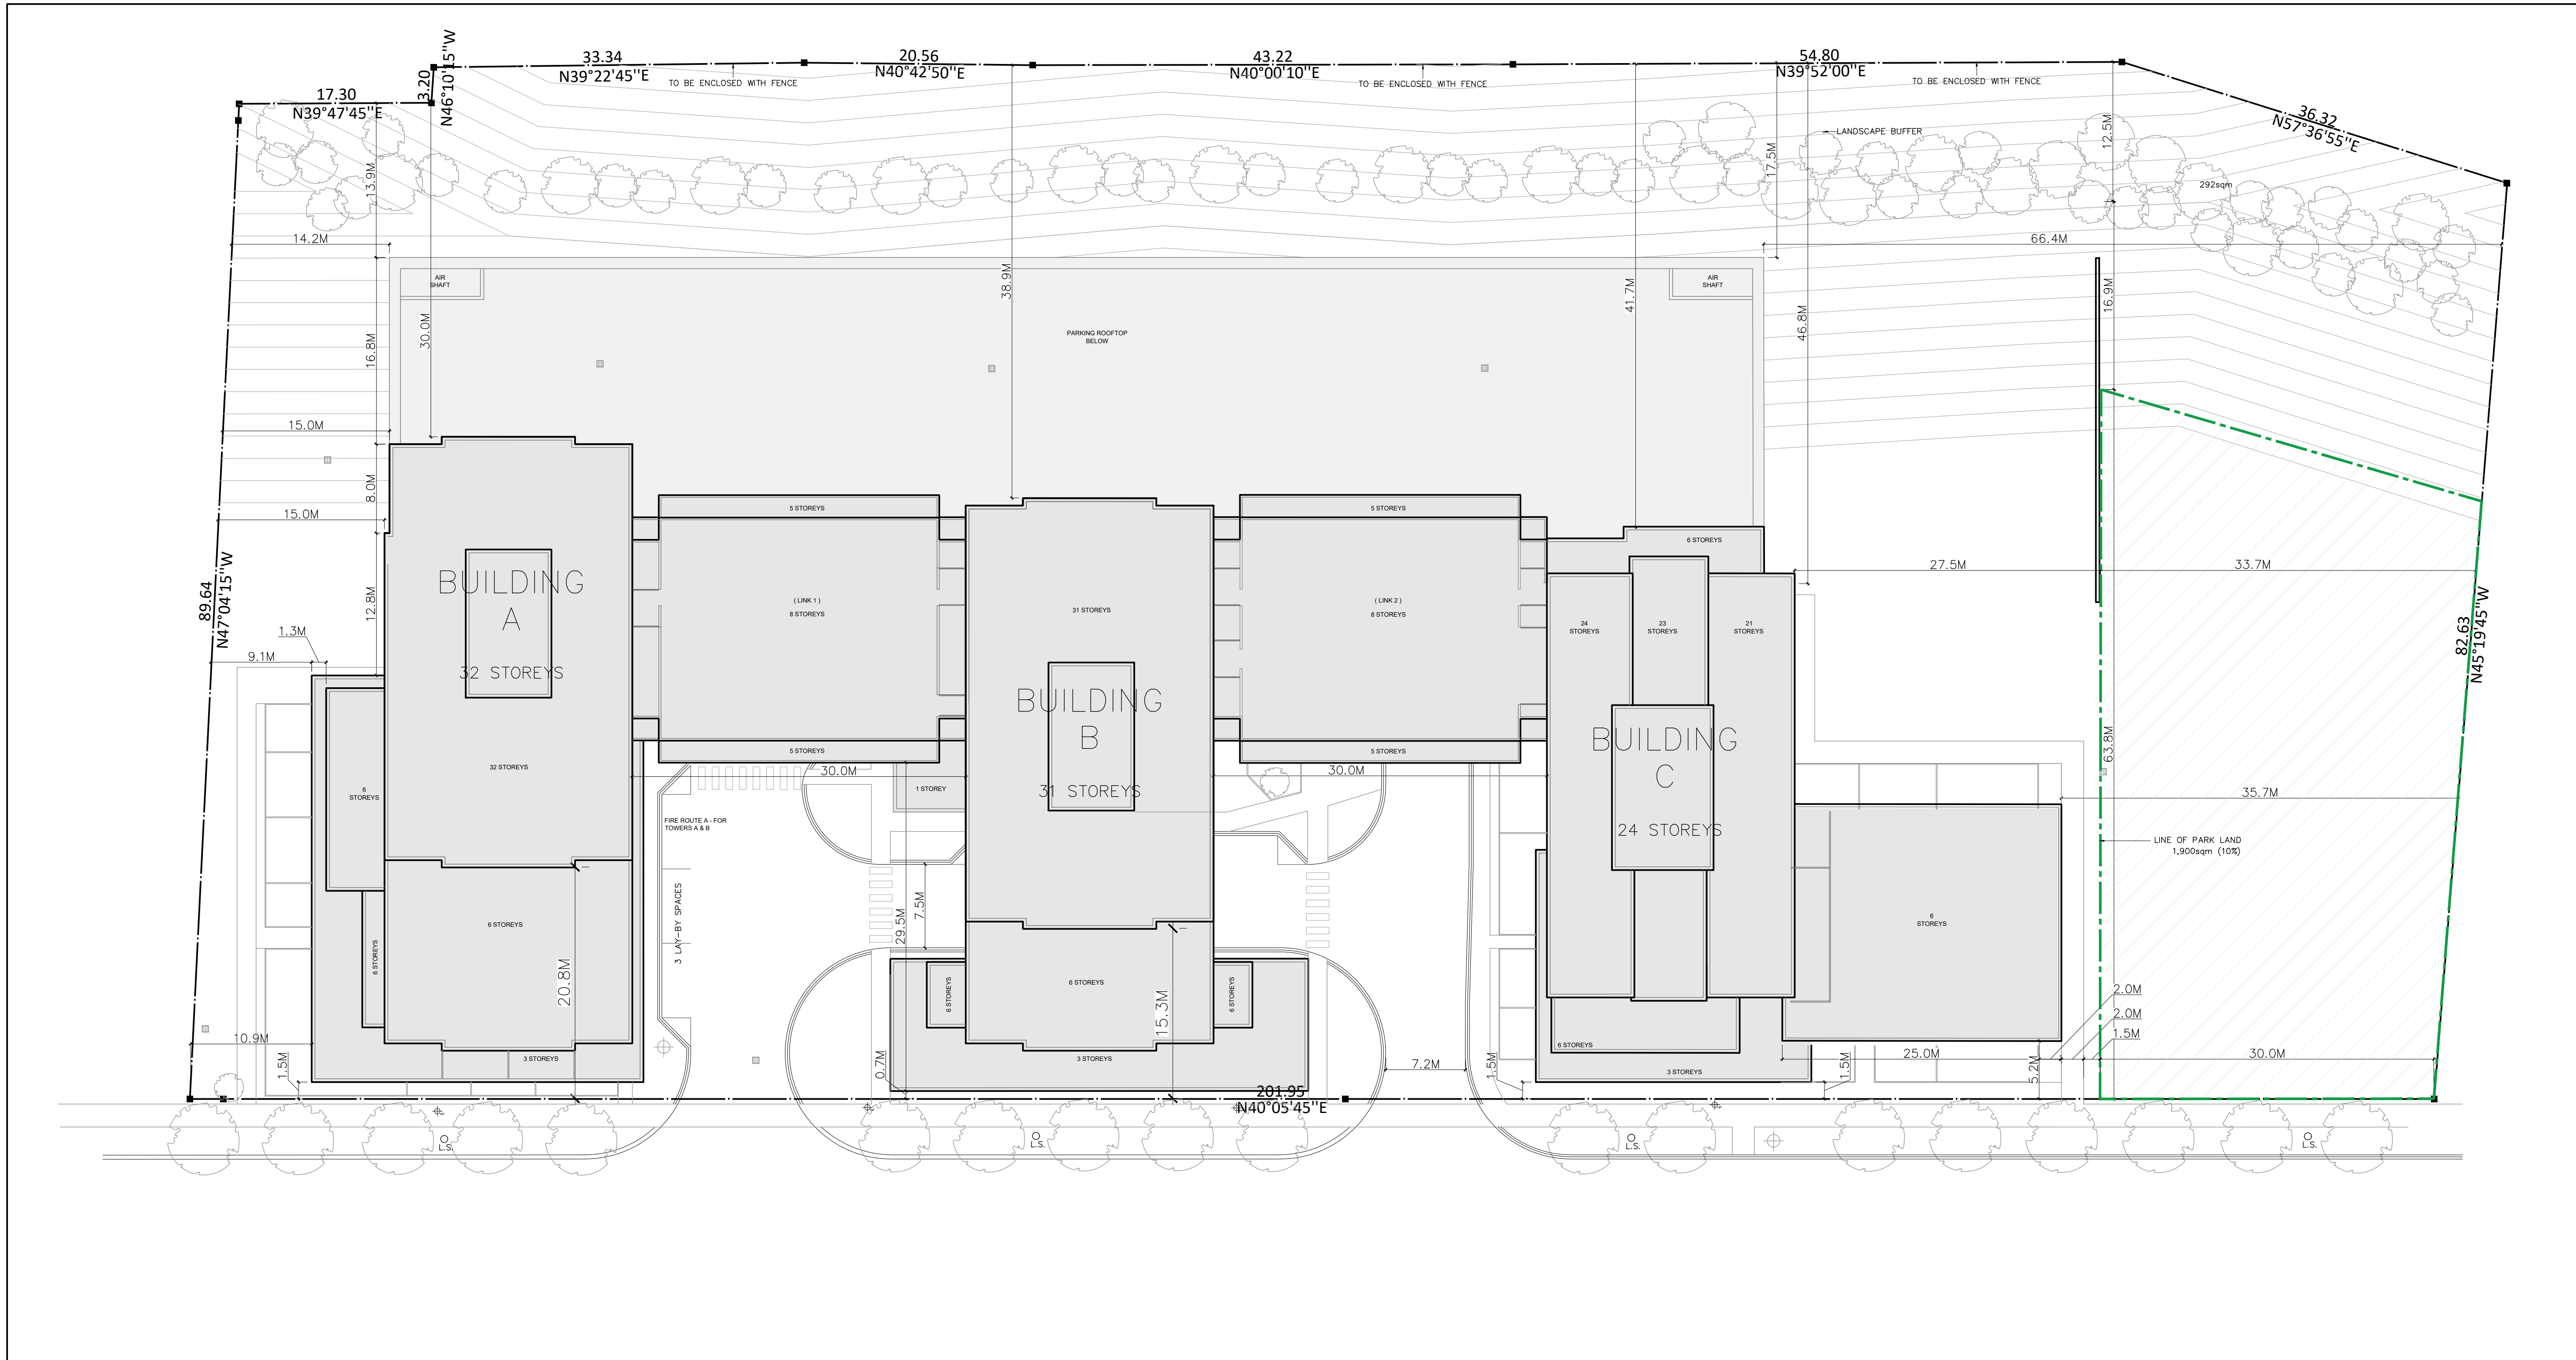 33.34
N39°22'45"E
20.56
N40°42'50"E
43.22
N40°00'10"E
54.80
N39°52'00"E
3.20
N46°10'15"W
17.30
N39°47'45"E
TO BE ENCLOSED WITH FENCE
TO BE ENCLOSED WITH FENCE
TO BE ENCLOSED WITH FENCE
36.32
N57°36'55"E
LANDSCAPE BUFFER
12.5M
17.5M
13.9M
292sqm
14.2M
66.4M
AIR
SHAFT
AIR
SHAFT
38.9M
41.7M
46.8M
16.9M
30.0M
16.8M
PARKING ROOFTOP
BELOW
15.0M
8.0M
15.0M
5 STOREYS
5 STOREYS
6 STOREYS
27.5M
33.7M
89.64
N47°04'15"W
12.8M
BUILDING
A
32 STOREYS
( LINK 1 )
8 STOREYS
31 STOREYS
( LINK 2 )
8 STOREYS
24
STOREYS
23
STOREYS
21
STOREYS
82.63
N45°19'45"W
1.3M
9.1M
BUILDING
B
31 STOREYS
BUILDING
C
24 STOREYS
63.8M
5 STOREYS
5 STOREYS
32 STOREYS
30.0M
30.0M
6
STOREYS
1 STOREY
35.7M
FIRE ROUTE A - FOR
TOWERS A & B
LINE OF PARK LAND
1,900sqm (10%)
3 LAY-BY SPACES
7.5M
29.5M
6 STOREYS
6 STOREYS
6
STOREYS
20.8M
6 STOREYS
6 STOREYS
6 STOREYS
15.3M
2.0M
2.0M
1.5M
10.9M
1.5M
3 STOREYS
0.7M
3 STOREYS
7.2M
1.5M
6 STOREYS
3 STOREYS
1.5M
25.0M
5.2M
30.0M
201.95
N40°05'45"E
L.S.
L.S.
L.S.
L.S.